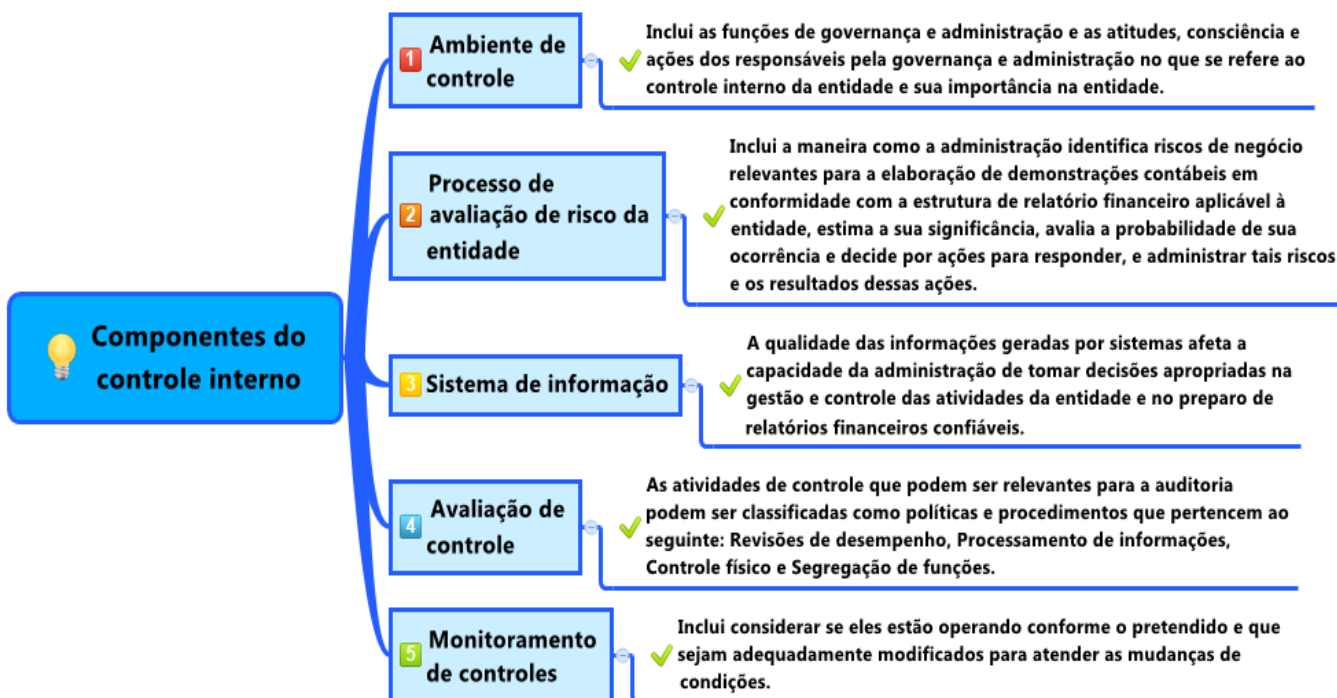 Componentes do
controle interno
1 Ambiente de
controle
Inclui as funções de governança e administração e as atitudes, consciência e
ações dos responsáveis pela governança e administração no que se refere ao
controle interno da entidade e sua importância na entidade.
2 Processo de
avaliação de risco da
entidade
Inclui a maneira como a administração identifica riscos de negócio
relevantes para a elaboração de demonstrações contábeis em
conformidade com a estrutura de relatório financeiro aplicável à
entidade, estima a sua significância, avalia a probabilidade de sua
ocorrência e decide por ações para responder, e administrar tais riscos
e os resultados dessas ações.
3 Sistema de informação
A qualidade das informações geradas por sistemas afeta a
capacidade da administração de tomar decisões apropriadas na
gestão e controle das atividades da entidade e no preparo de
relatórios financeiros confiáveis.
4 Avaliação de
controle
As atividades de controle que podem ser relevantes para a auditoria
podem ser classificadas como políticas e procedimentos que pertencem ao
seguinte: Revisões de desempenho, Processamento de informações,
Controle físico e Segregação de funções.
5 Monitoramento
de controles
Inclui considerar se eles estão operando conforme o pretendido e que
sejam adequadamente modificados para atender as mudanças de
condições.